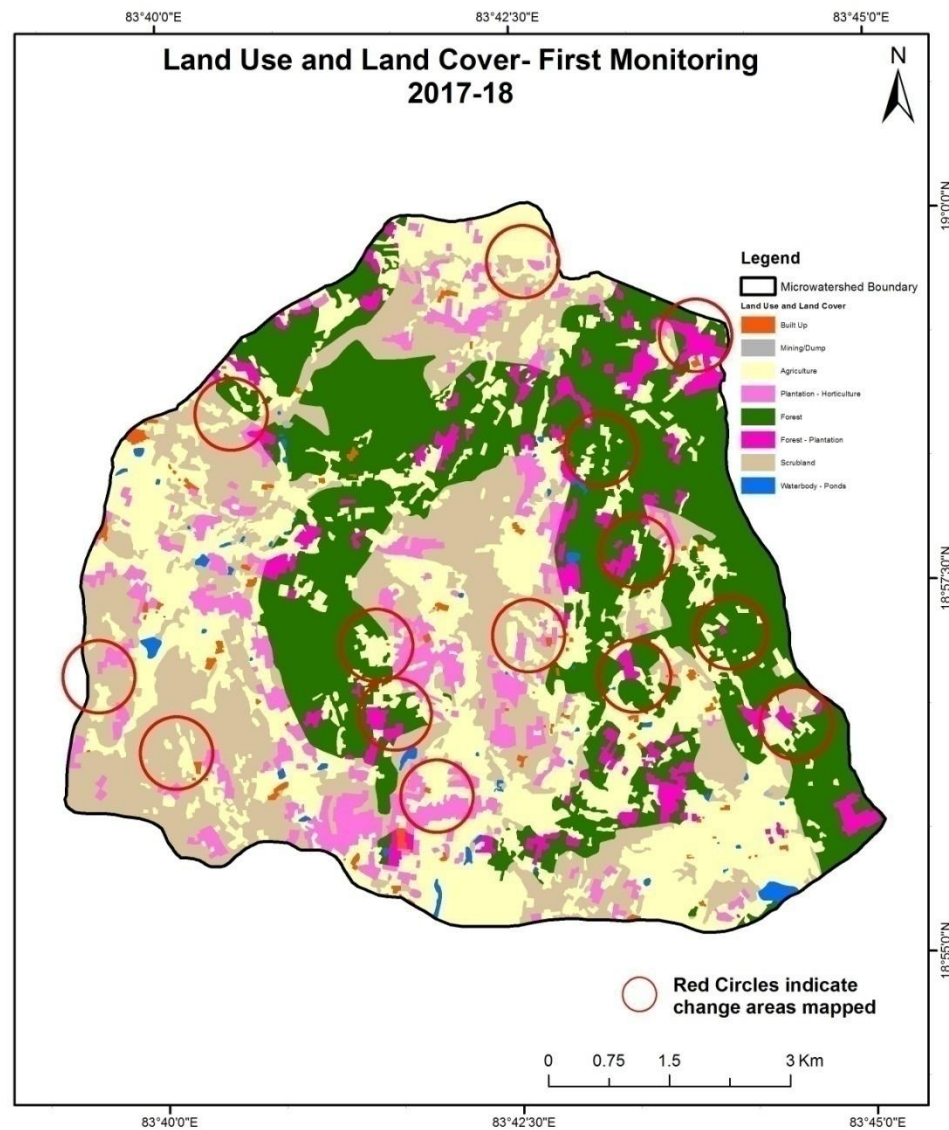 83°40'0"E 83°42'30"E 83°45'0"E
Land Use and Land Cover- First Monitoring
2017-18
N
19°0'0"N
Legend
Microwatershed Boundary
Land Use and Land Cover
Built Up
Mining/Dump
Agriculture
Plantation - Horticulture
Forest
Forest - Plantation
Scrubland
Waterbody - Ponds
18°57'30"N
18°55'0"N
Red Circles indicate
change areas mapped
0 0.75 1.5 3 Km
83°40'0"E 83°42'30"E 83°45'0"E